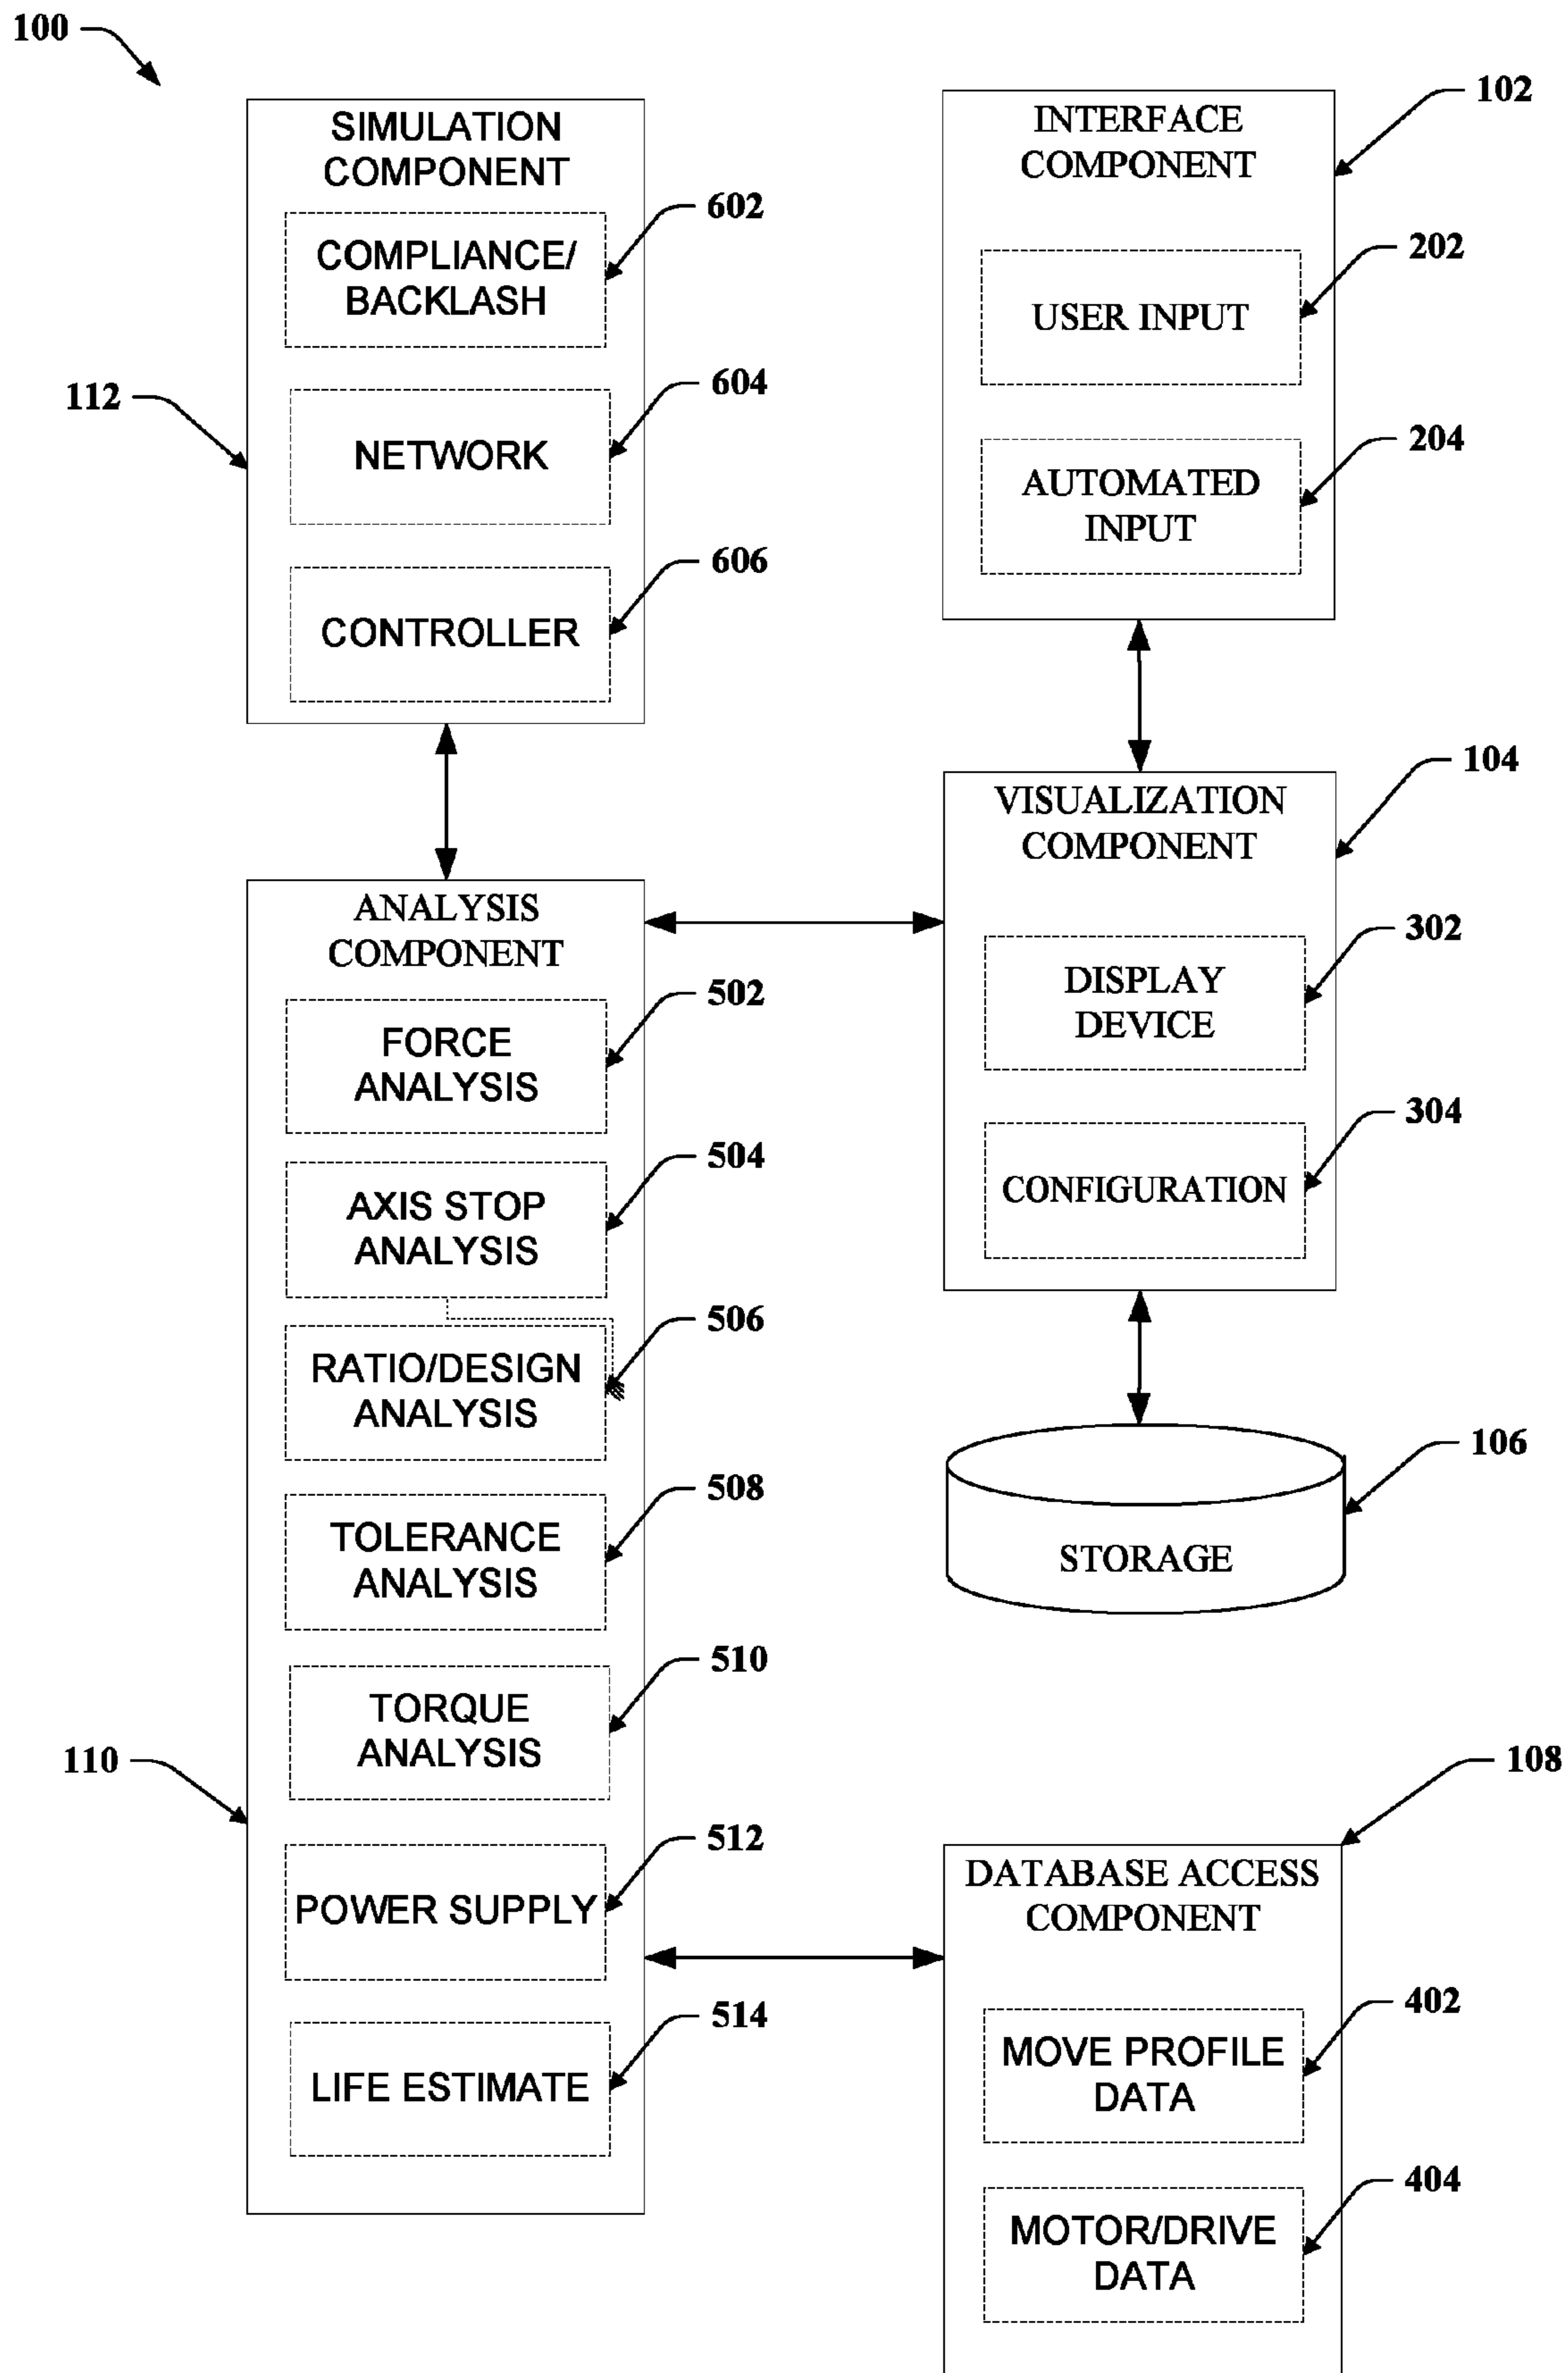 100
SIMULATION
COMPONENT
602
COMPLIANCE/
BACKLASH
112
604
NETWORK
606
CONTROLLER
102
INTERFACE
COMPONENT
202
USER INPUT
204
AUTOMATED
INPUT
104
VISUALIZATION
COMPONENT
302
DISPLAY
DEVICE
304
CONFIGURATION
106
STORAGE
ANALYSIS
COMPONENT
502
FORCE
ANALYSIS
504
AXIS STOP
ANALYSIS
506
RATIO/DESIGN
ANALYSIS
508
TOLERANCE
ANALYSIS
510
TORQUE
ANALYSIS
110
512
POWER SUPPLY
514
LIFE ESTIMATE
108
DATABASE ACCESS
COMPONENT
402
MOVE PROFILE
DATA
404
MOTOR/DRIVE
DATA